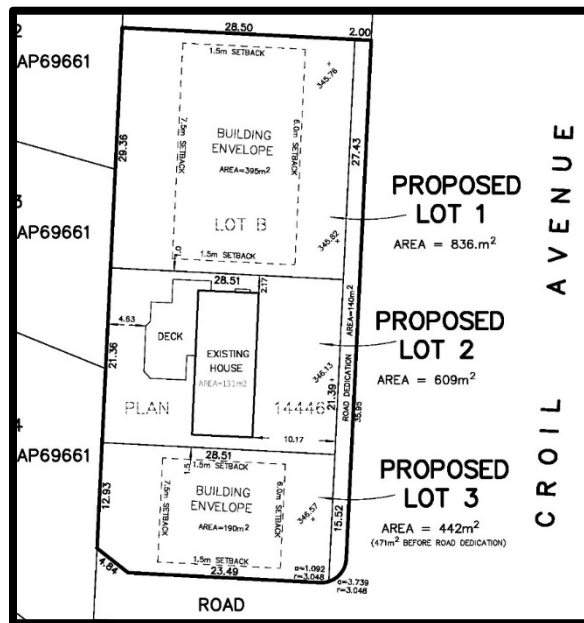 28.50
2.00
2
AP69661
1.5m SETBACK
345.76
29.36
7.5m SETBACK
BUILDING
ENVELOPE
AREA=395m²
6.0m SETBACK
27.43
CROIL AVENUE
PROPOSED
LOT 1
AREA = 836.m²
3
AP69661
LOT B
345.82
1.5m SETBACK
28.51
2.17
4.63
DECK
EXISTING
HOUSE
AREA=131m2
21.36
PROPOSED
LOT 2
AREA = 609m²
346.13
21.39
ROAD DEDICATION AREA=140m²
35.95
PLAN
14446
10.17
4
AP69661
28.51
1.5
1.5m SETBACK
12.93
7.5m SETBACK
BUILDING
ENVELOPE
AREA=190m²
6.0m SETBACK
346.57
15.52
PROPOSED
LOT 3
AREA = 442m²
(471m² BEFORE ROAD DEDICATION)
1.5m SETBACK
4.84
23.49
a=1.092
r=3.048
a=3.739
r=3.048
ROAD